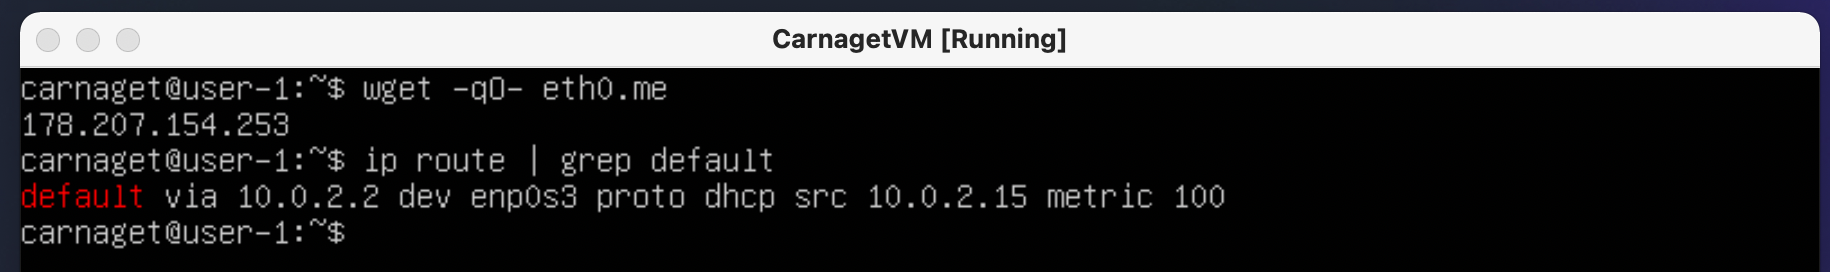 CarnagetVM [Running]
carnaget@user-1:~$ wget -qO- eth0.me
178.207.154.253
carnaget@user-1:~$ ip route | grep default
default via 10.0.2.2 dev enp0s3 proto dhcp src 10.0.2.15 metric 100
carnaget@user-1:~$